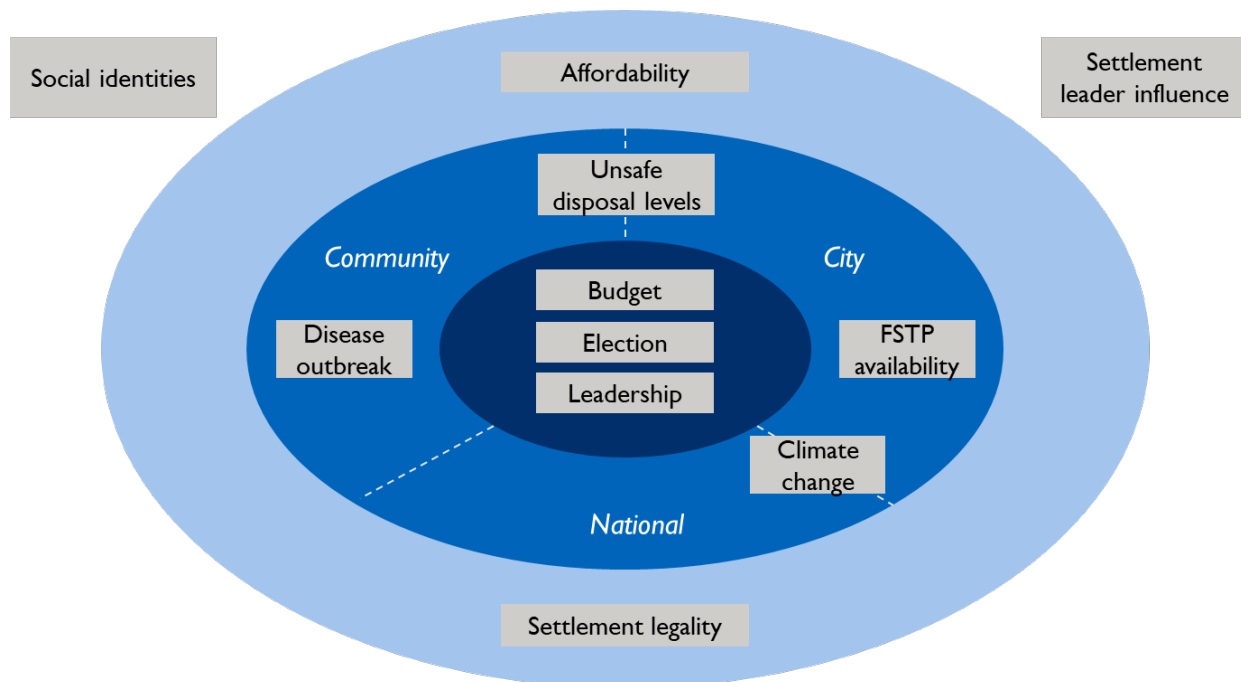 Social identities
Affordability
Settlement
leader influence
Unsafe
disposal levels
Community
City
Budget
Election
Leadership
Disease
outbreak
FSTP
availability
Climate
change
National
Settlement legality